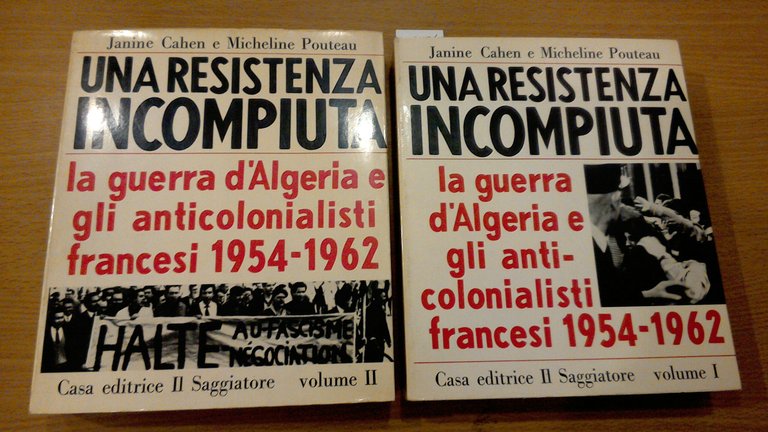 Janine Cahen e Micheline Pouteau
UNA RESISTENZA
INCOMPIUTA
la guerra d'Algeria e
gli anticolonialisti
francesi 1954-1962
HALTE AU FASCISME
NÉGOCIATION
Casa editrice Il Saggiatore volume II
Janine Cahen e Micheline Pouteau
UNA RESISTENZA
INCOMPIUTA
la guerra
d'Algeria e
gli anti-
colonialisti
francesi 1954-1962
Casa editrice Il Saggiatore volume I